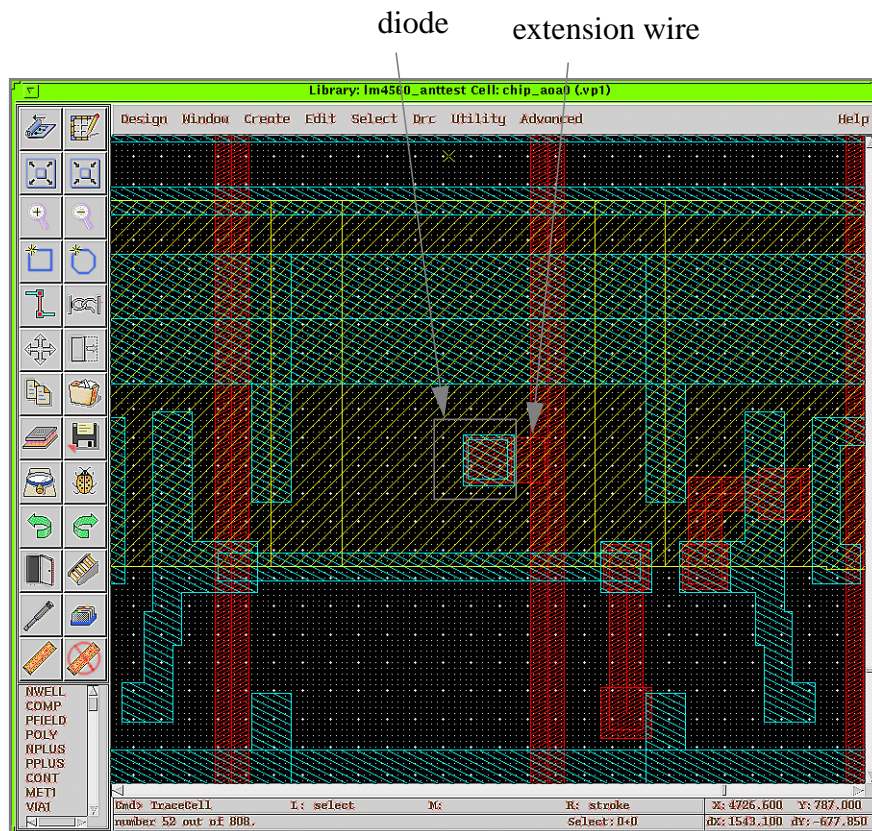 diode
extension wire
Library: lm4560_anttest Cell: chip_aoa0 (.vp1)
Design Window Create Edit Select Drc Utility Advanced Help
NWELL
COMP
PFIELD
POLY
NPLUS
PPLUS
CONT
MET1
VIA1
Cmd> TraceCell L: select M: R: stroke X: 4726.600 Y: 787.000
number 52 out of 808. Select:0+0 dX:1543.100 dY:-677.850